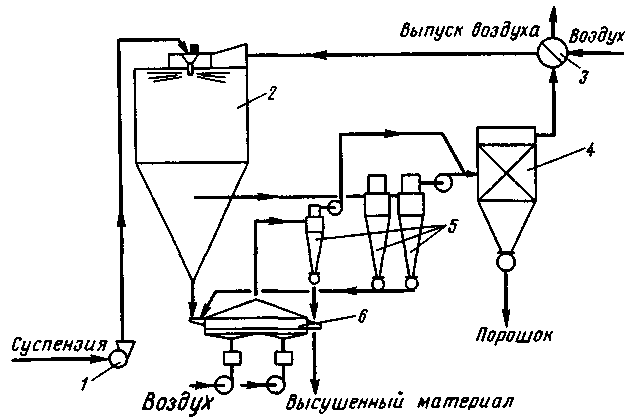 Выпуск воздуха
Воздух
3
2
4
5
6
Суспензия
1
Порошок
Воздух
Высушенный материал